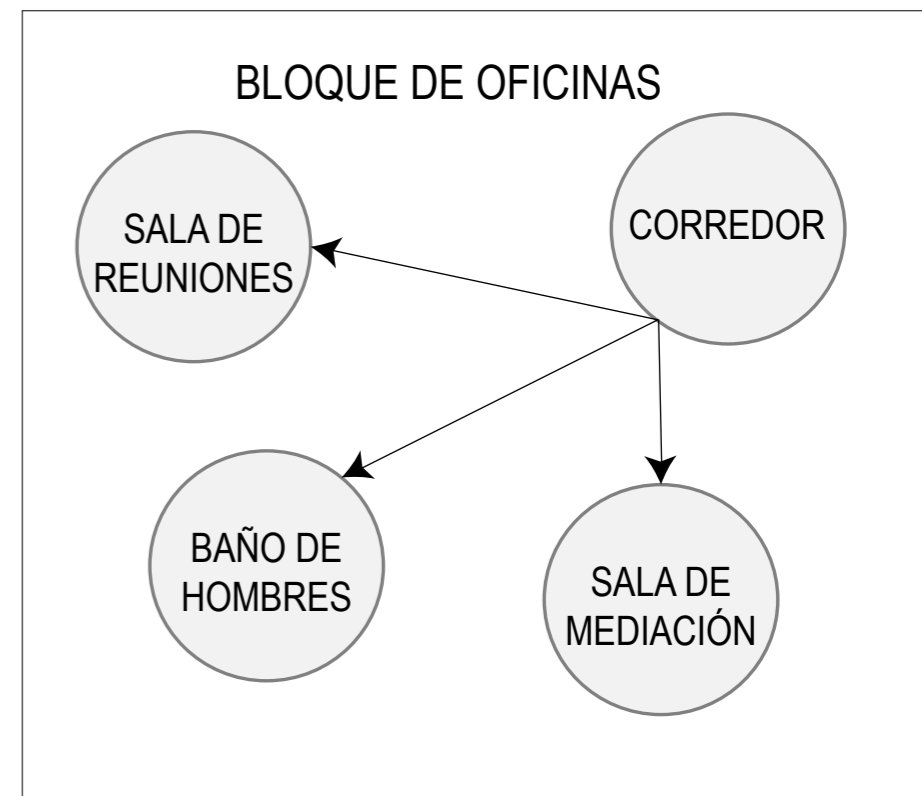 BLOQUE DE OFICINAS
SALA DE
REUNIONES
CORREDOR
BAÑO DE
HOMBRES
SALA DE
MEDIACIÓN